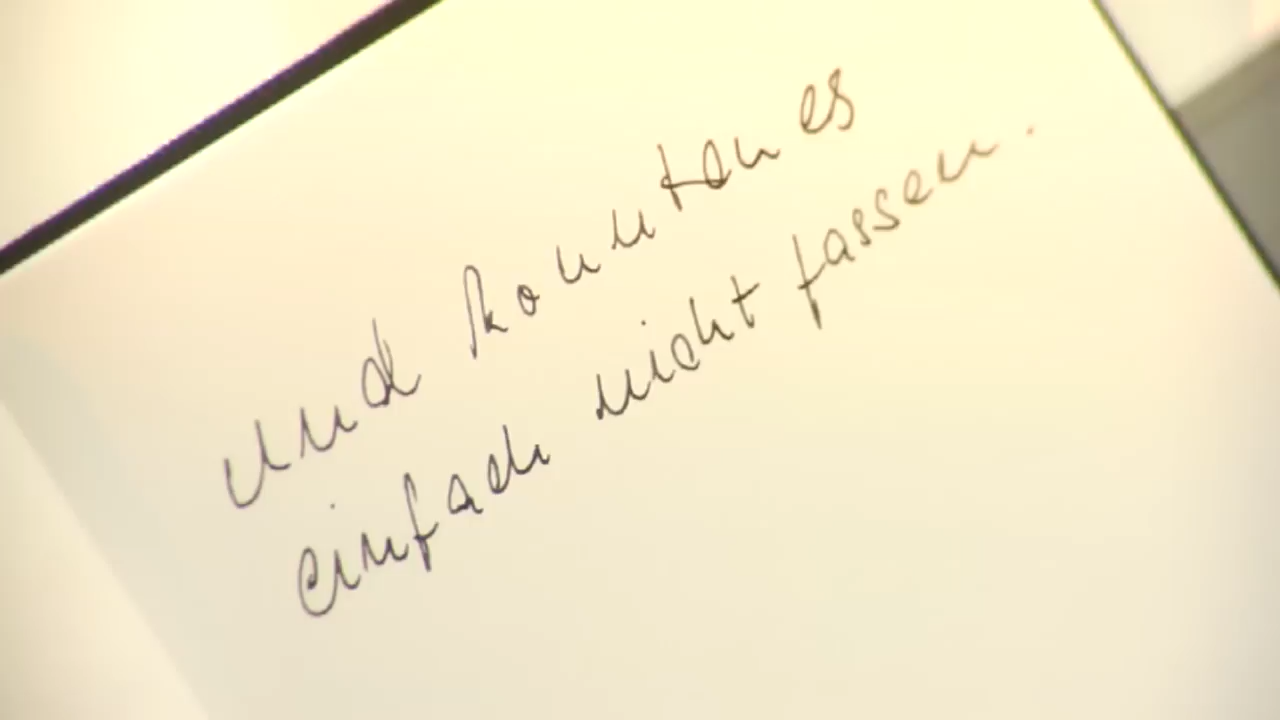 und konnten es
einfach nicht fassen.